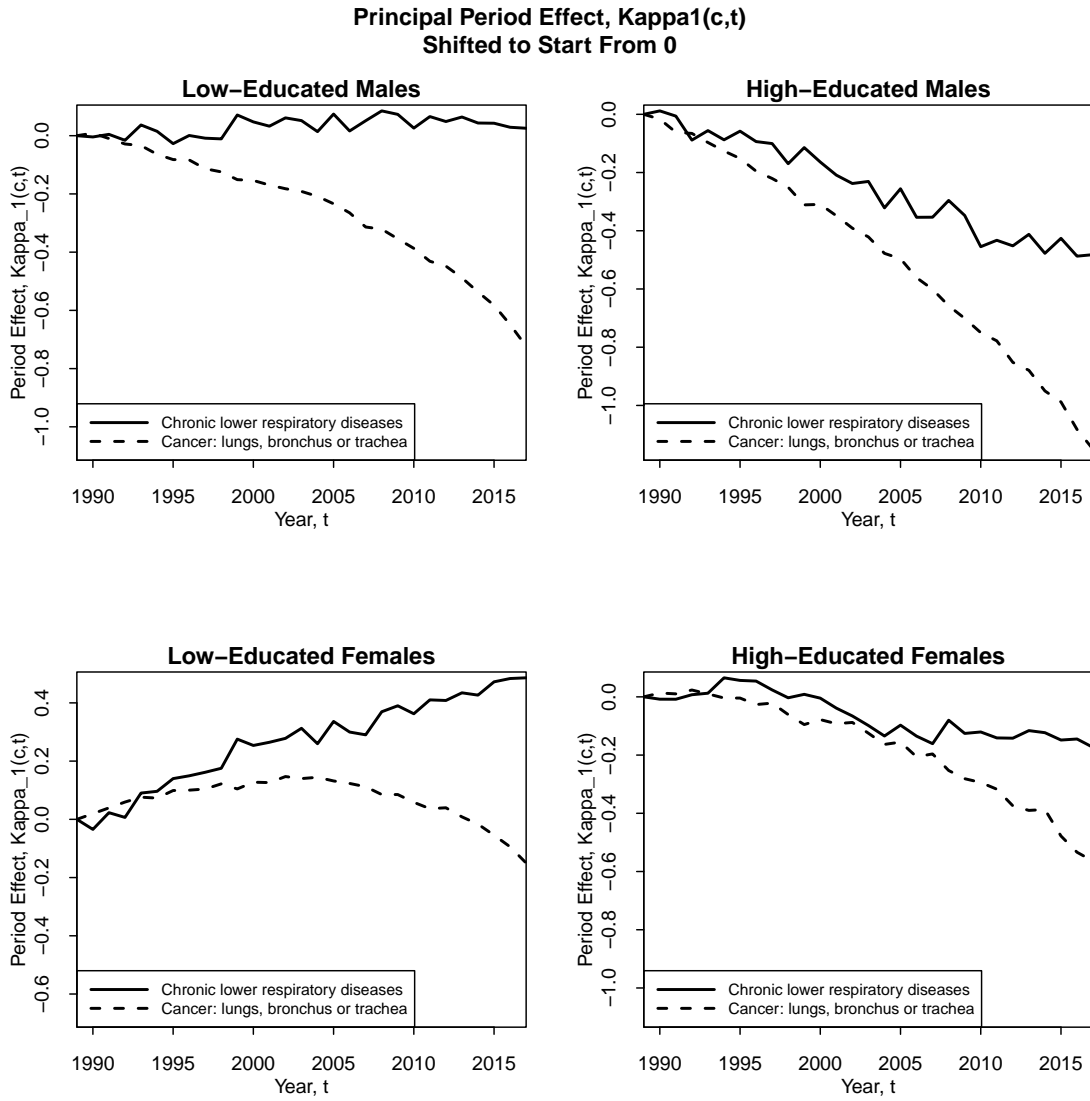 Principal Period Effect, Kappa1(c,t)
Shifted to Start From 0
Low−Educated Males
Period Effect, Kappa_1(c,t)
0.0
−0.2
−0.4
−0.6
−0.8
−1.0
Chronic lower respiratory diseases
Cancer: lungs, bronchus or trachea
1990 1995 2000 2005 2010 2015
Year, t
High−Educated Males
Period Effect, Kappa_1(c,t)
0.0
−0.2
−0.4
−0.6
−0.8
−1.0
Chronic lower respiratory diseases
Cancer: lungs, bronchus or trachea
1990 1995 2000 2005 2010 2015
Year, t
Low−Educated Females
Period Effect, Kappa_1(c,t)
0.4
0.2
0.0
−0.2
−0.4
−0.6
Chronic lower respiratory diseases
Cancer: lungs, bronchus or trachea
1990 1995 2000 2005 2010 2015
Year, t
High−Educated Females
Period Effect, Kappa_1(c,t)
0.0
−0.2
−0.4
−0.6
−0.8
−1.0
Chronic lower respiratory diseases
Cancer: lungs, bronchus or trachea
1990 1995 2000 2005 2010 2015
Year, t